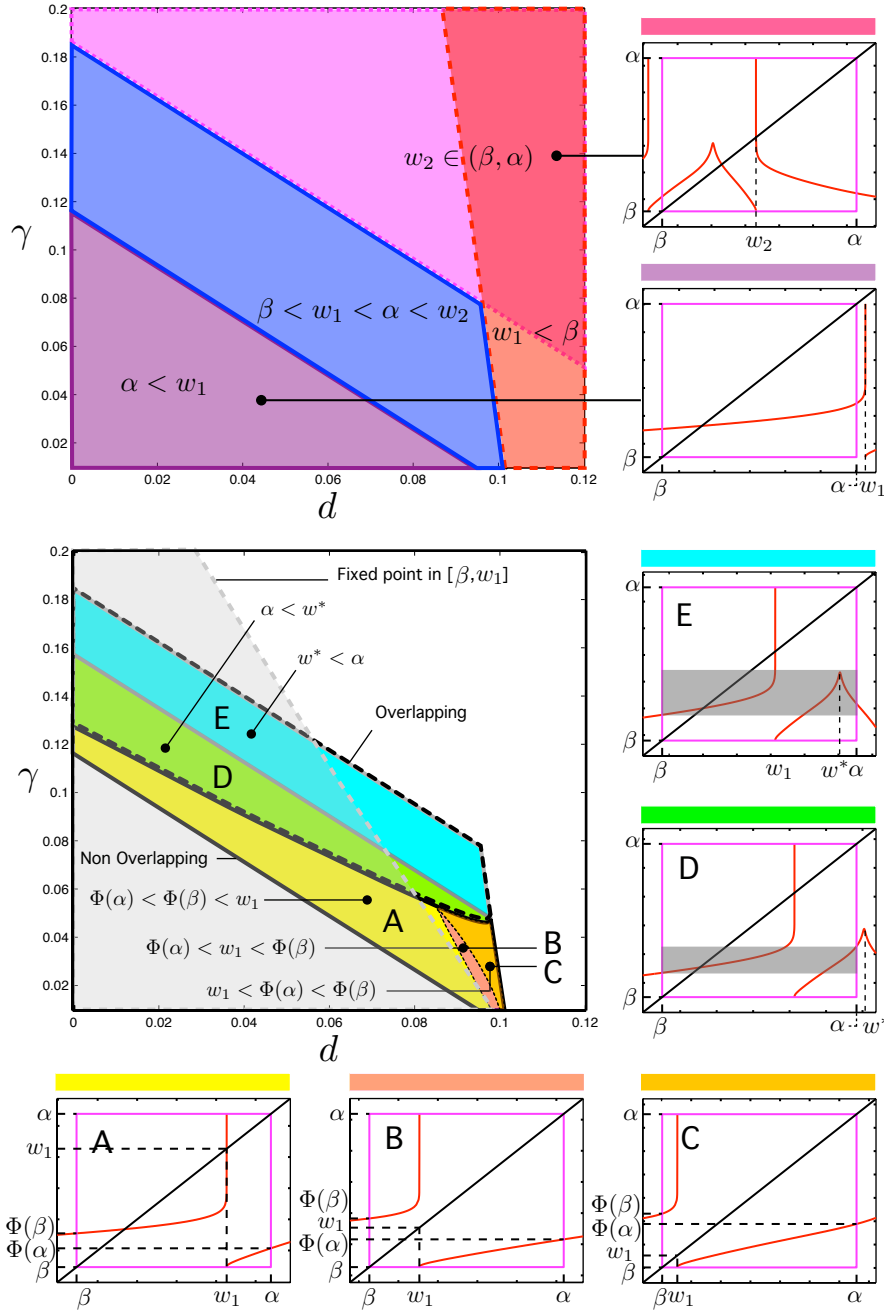 0.2
0.18
0.16
0.14
0.12
0.1
0.08
0.06
0.04
0.02
γ
0
0.02
0.04
0.06
0.08
0.1
0.12
d
w₂ ∈ (β, α)
β < w₁ < α < w₂
w₁ < β
α < w₁
α
β
β
w₂
α
α
β
β
α
w₁
0.2
0.18
0.16
0.14
0.12
0.1
0.08
0.06
0.04
0.02
γ
0
0.02
0.04
0.06
0.08
0.1
0.12
d
Fixed point in [β,w₁]
α < w*
w* < α
Overlapping
E
D
Non Overlapping
Φ(α) < Φ(β) < w₁
A
Φ(α) < w₁ < Φ(β)
B
w₁ < Φ(α) < Φ(β)
C
E
α
β
β
w₁
w*
α
D
α
β
β
α
w*
A
α
w₁
Φ(β)
Φ(α)
β
β
w₁
α
B
α
Φ(β)
w₁
Φ(α)
β
β
w₁
α
C
α
Φ(β)
Φ(α)
w₁
β
β
w₁
α